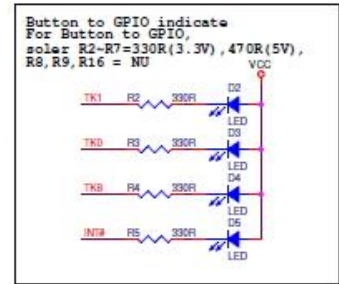 Button to GPIO indicate
For Button to GPIO,
soler R2~R7=330R(3.3V),470R(5V),
R8,R9,R16 = NU
VCC
TK1 R2 330R D2
LED
TK0 R3 330R D3
LED
TKB R4 330R D4
LED
INT# R5 330R D5
LED